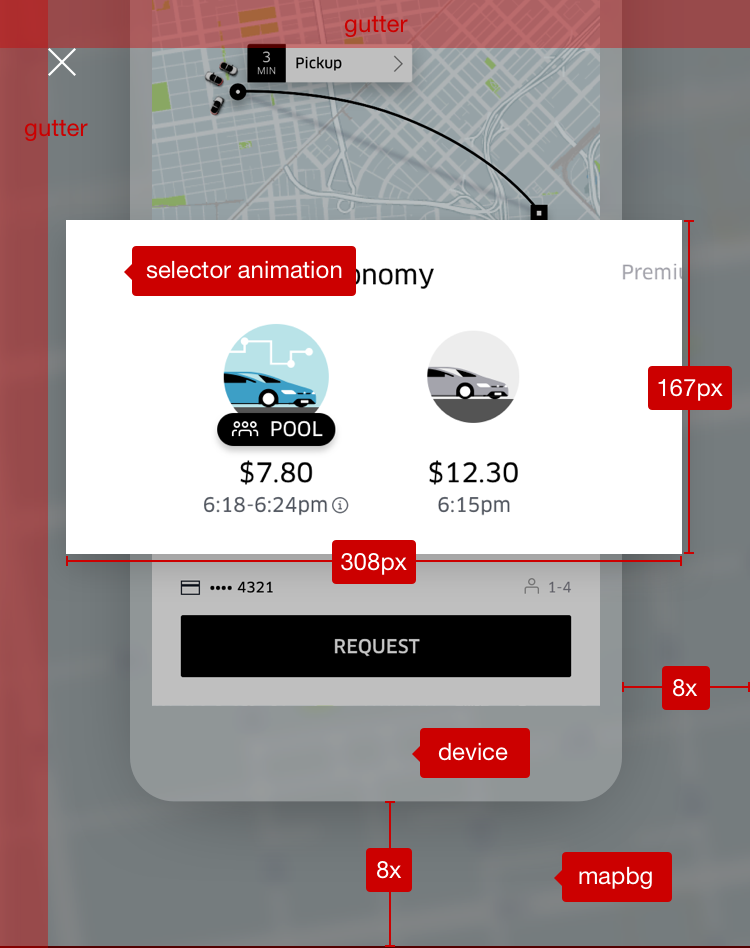 gutter
3
MIN
Pickup
gutter
selector animation
onomy
Premiu
167px
POOL
$7.80
$12.30
6:18-6:24pm
6:15pm
308px
•••• 4321
1-4
REQUEST
8x
device
8x
mapbg